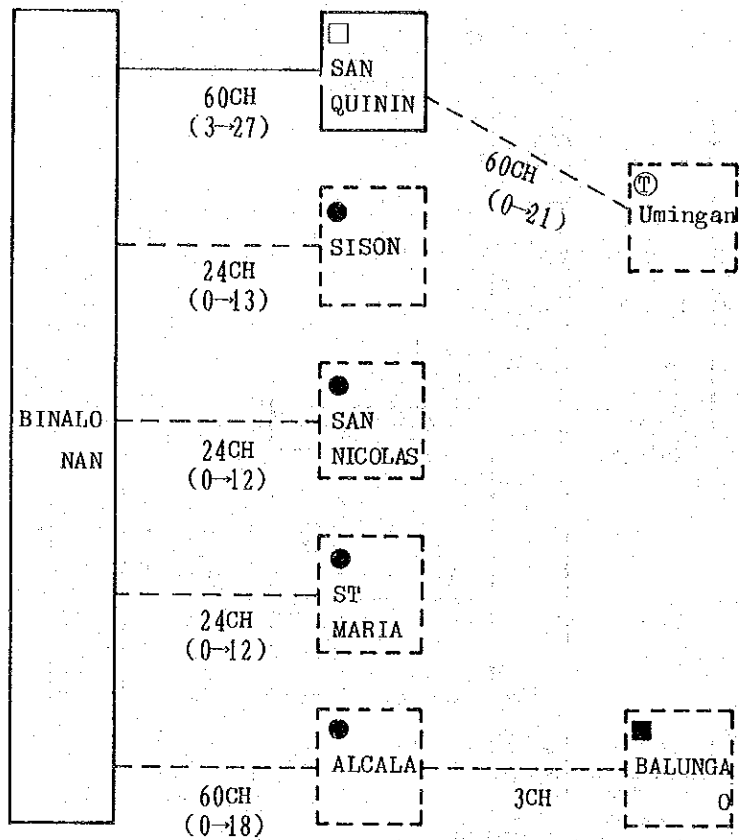 SAN
QUININ
60CH
(3→27)
60CH
(0→21)
Ⓣ
Umingan
SISON
24CH
(0→13)
BINALO
NAN
SAN
NICOLAS
24CH
(0→12)
ST
MARIA
24CH
(0→12)
ALCALA
60CH
(0→18)
3CH
BALUNGA
O